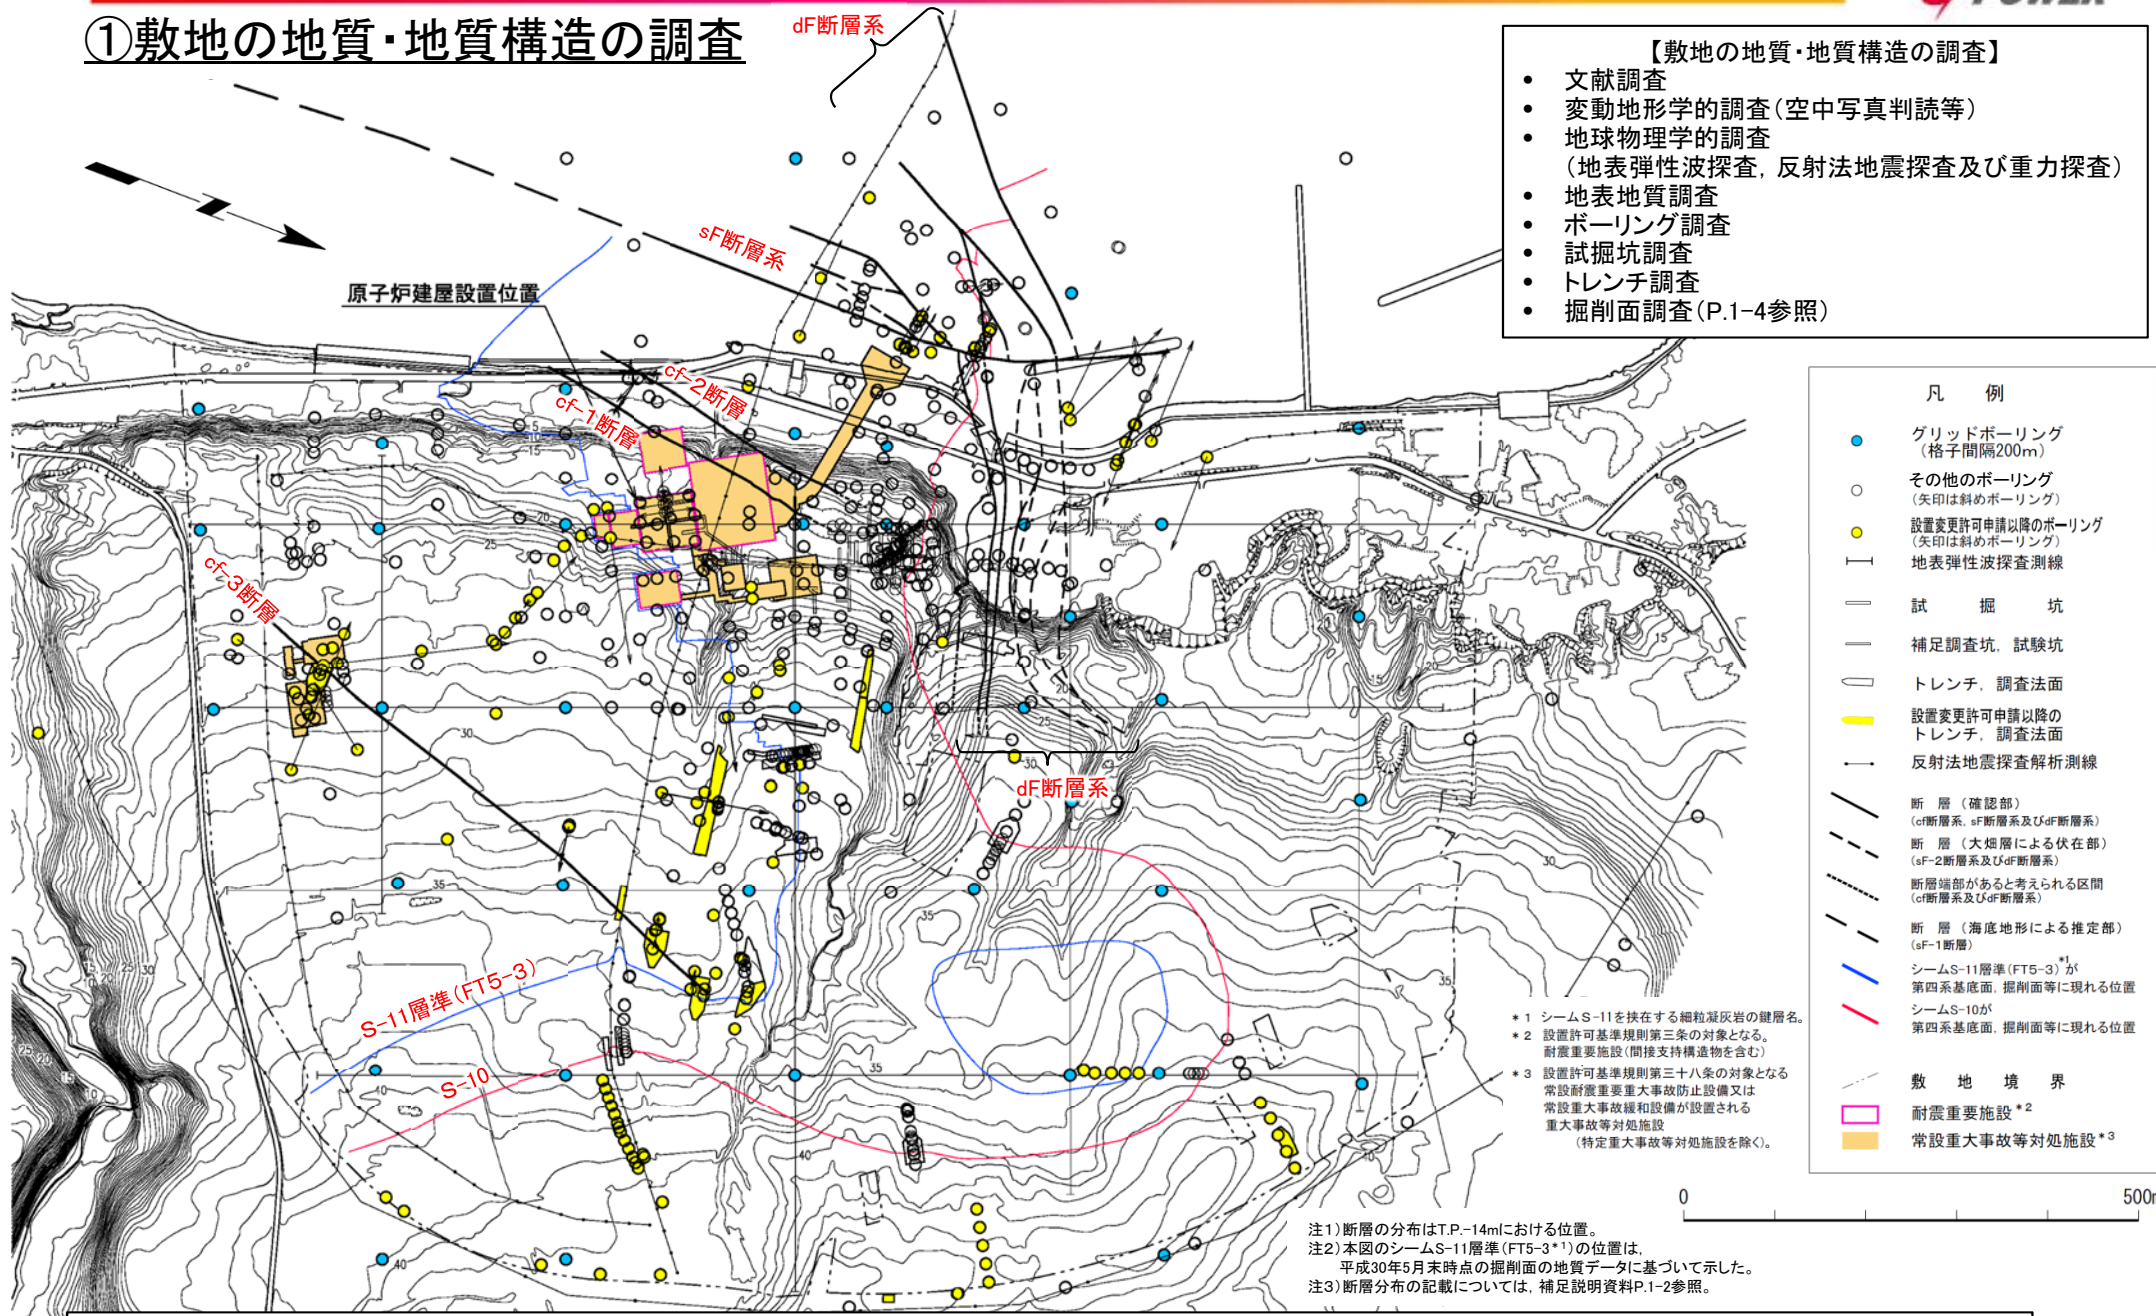 POWER
①敷地の地質・地質構造の調査
dF断層系
【敷地の地質・地質構造の調査】
• 文献調査
• 変動地形学的調査(空中写真判読等)
• 地球物理学的調査
(地表弾性波探査, 反射法地震探査及び重力探査)
• 地表地質調査
• ボーリング調査
• 試掘坑調査
• トレンチ調査
• 掘削面調査(P.1-4参照)
sF断層系
原子炉建屋設置位置
cf-2断層
cf-1断層
cf-3断層
dF断層系
S-11層準(FT5-3)
S-10
5
10
15
20
25
30
35
40
20
25
30
35
35
40
40
15
20
15
30
35
25 30
25 20
15
10
凡 例
グリッドボーリング
(格子間隔200m)
その他のボーリング
(矢印は斜めボーリング)
設置変更許可申請以降のボーリング
(矢印は斜めボーリング)
地表弾性波探査測線
試 掘 坑
補足調査坑, 試験坑
トレンチ, 調査法面
設置変更許可申請以降の
トレンチ, 調査法面
反射法地震探査解析測線
断 層 (確認部)
(cf断層系, sF断層系及びdF断層系)
断 層 (大畑層による伏在部)
(sF-2断層系及びdF断層系)
断層端部があると考えられる区間
(cf断層系及びdF断層系)
断 層 (海底地形による推定部)
(sF-1断層)
シームS-11層準(FT5-3)*1が
第四系基底面, 掘削面等に現れる位置
シームS-10が
第四系基底面, 掘削面等に現れる位置
敷 地 境 界
耐震重要施設*2
常設重大事故等対処施設*3
*1 シームS-11を挟在する細粒凝灰岩の鍵層名。
*2 設置許可基準規則第三条の対象となる。
耐震重要施設(間接支持構造物を含む)
*3 設置許可基準規則第三十八条の対象となる
常設耐震重要重大事故防止設備又は
常設重大事故緩和設備が設置される
重大事故等対処施設
(特定重大事故等対処施設を除く)。
0 500m
注1)断層の分布はT.P.-14mにおける位置。
注2)本図のシームS-11層準(FT5-3*1)の位置は,
平成30年5月末時点の掘削面の地質データに基づいて示した。
注3)断層分布の記載については, 補足説明資料P.1-2参照。